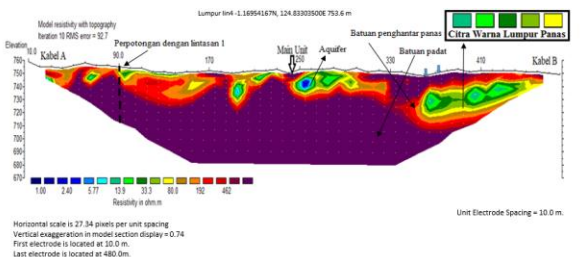 Lumpur lin4 -1.16954167N, 124.83303500E 753.6 m
Model resistivity with topography
Iteration 10 RMS error = 92.7
Citra Warna Lumpur Panas
Batuan penghantar panas
Elevation
10.0
Kabel A
90.0
Perpotongan dengan lintasan 1
170
Main Unit
250
Aquifer
330
Batuan padat
410
Kabel B
760
750
740
730
720
710
700
690
680
670
1.00 2.40 5.77 13.9 33.3 80.0 192 462
Resistivity in ohm.m
Unit Electrode Spacing = 10.0 m.
Horizontal scale is 27.34 pixels per unit spacing
Vertical exaggeration in model section display = 0.74
First electrode is located at 10.0 m.
Last electrode is located at 480.0m.